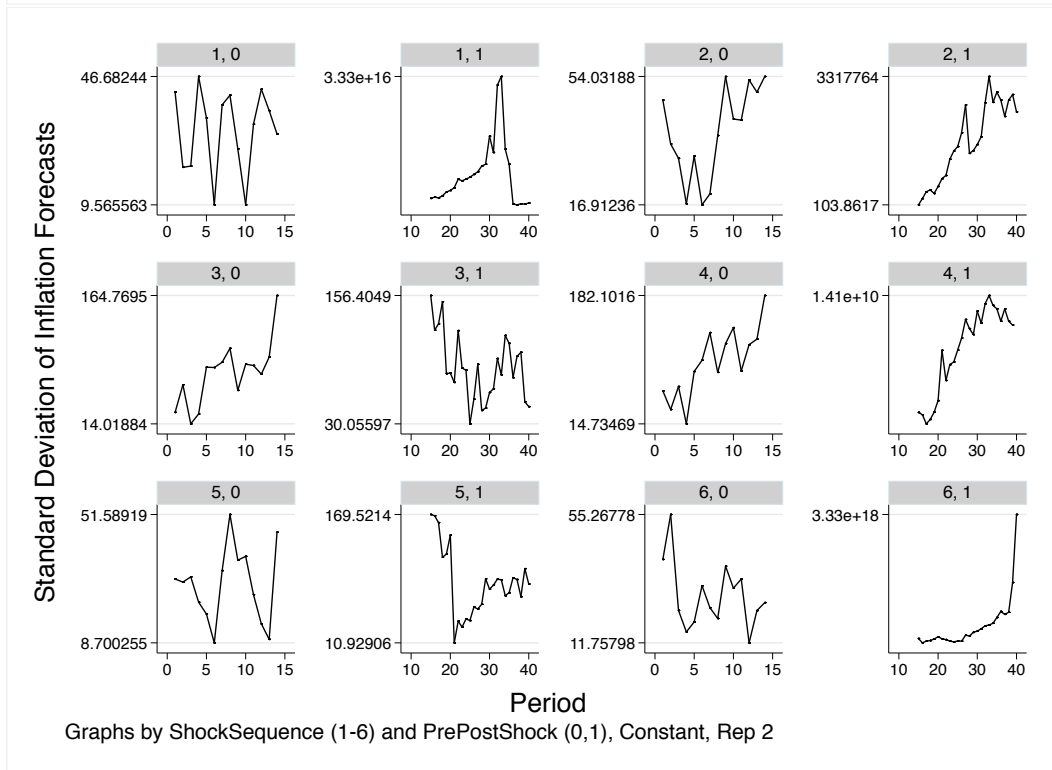 Standard Deviation of Inflation Forecasts
1, 0
1, 1
2, 0
2, 1
46.68244
9.565563
0 5 10 15
3.33e+16
10 20 30 40
54.03188
16.91236
0 5 10 15
3317764
103.8617
10 20 30 40
3, 0
3, 1
4, 0
4, 1
164.7695
14.01884
0 5 10 15
156.4049
30.05597
10 20 30 40
182.1016
14.73469
0 5 10 15
1.41e+10
10 20 30 40
5, 0
5, 1
6, 0
6, 1
51.58919
8.700255
0 5 10 15
169.5214
10.92906
10 20 30 40
55.26778
11.75798
0 5 10 15
3.33e+18
10 20 30 40
Period
Graphs by ShockSequence (1-6) and PrePostShock (0,1), Constant, Rep 2